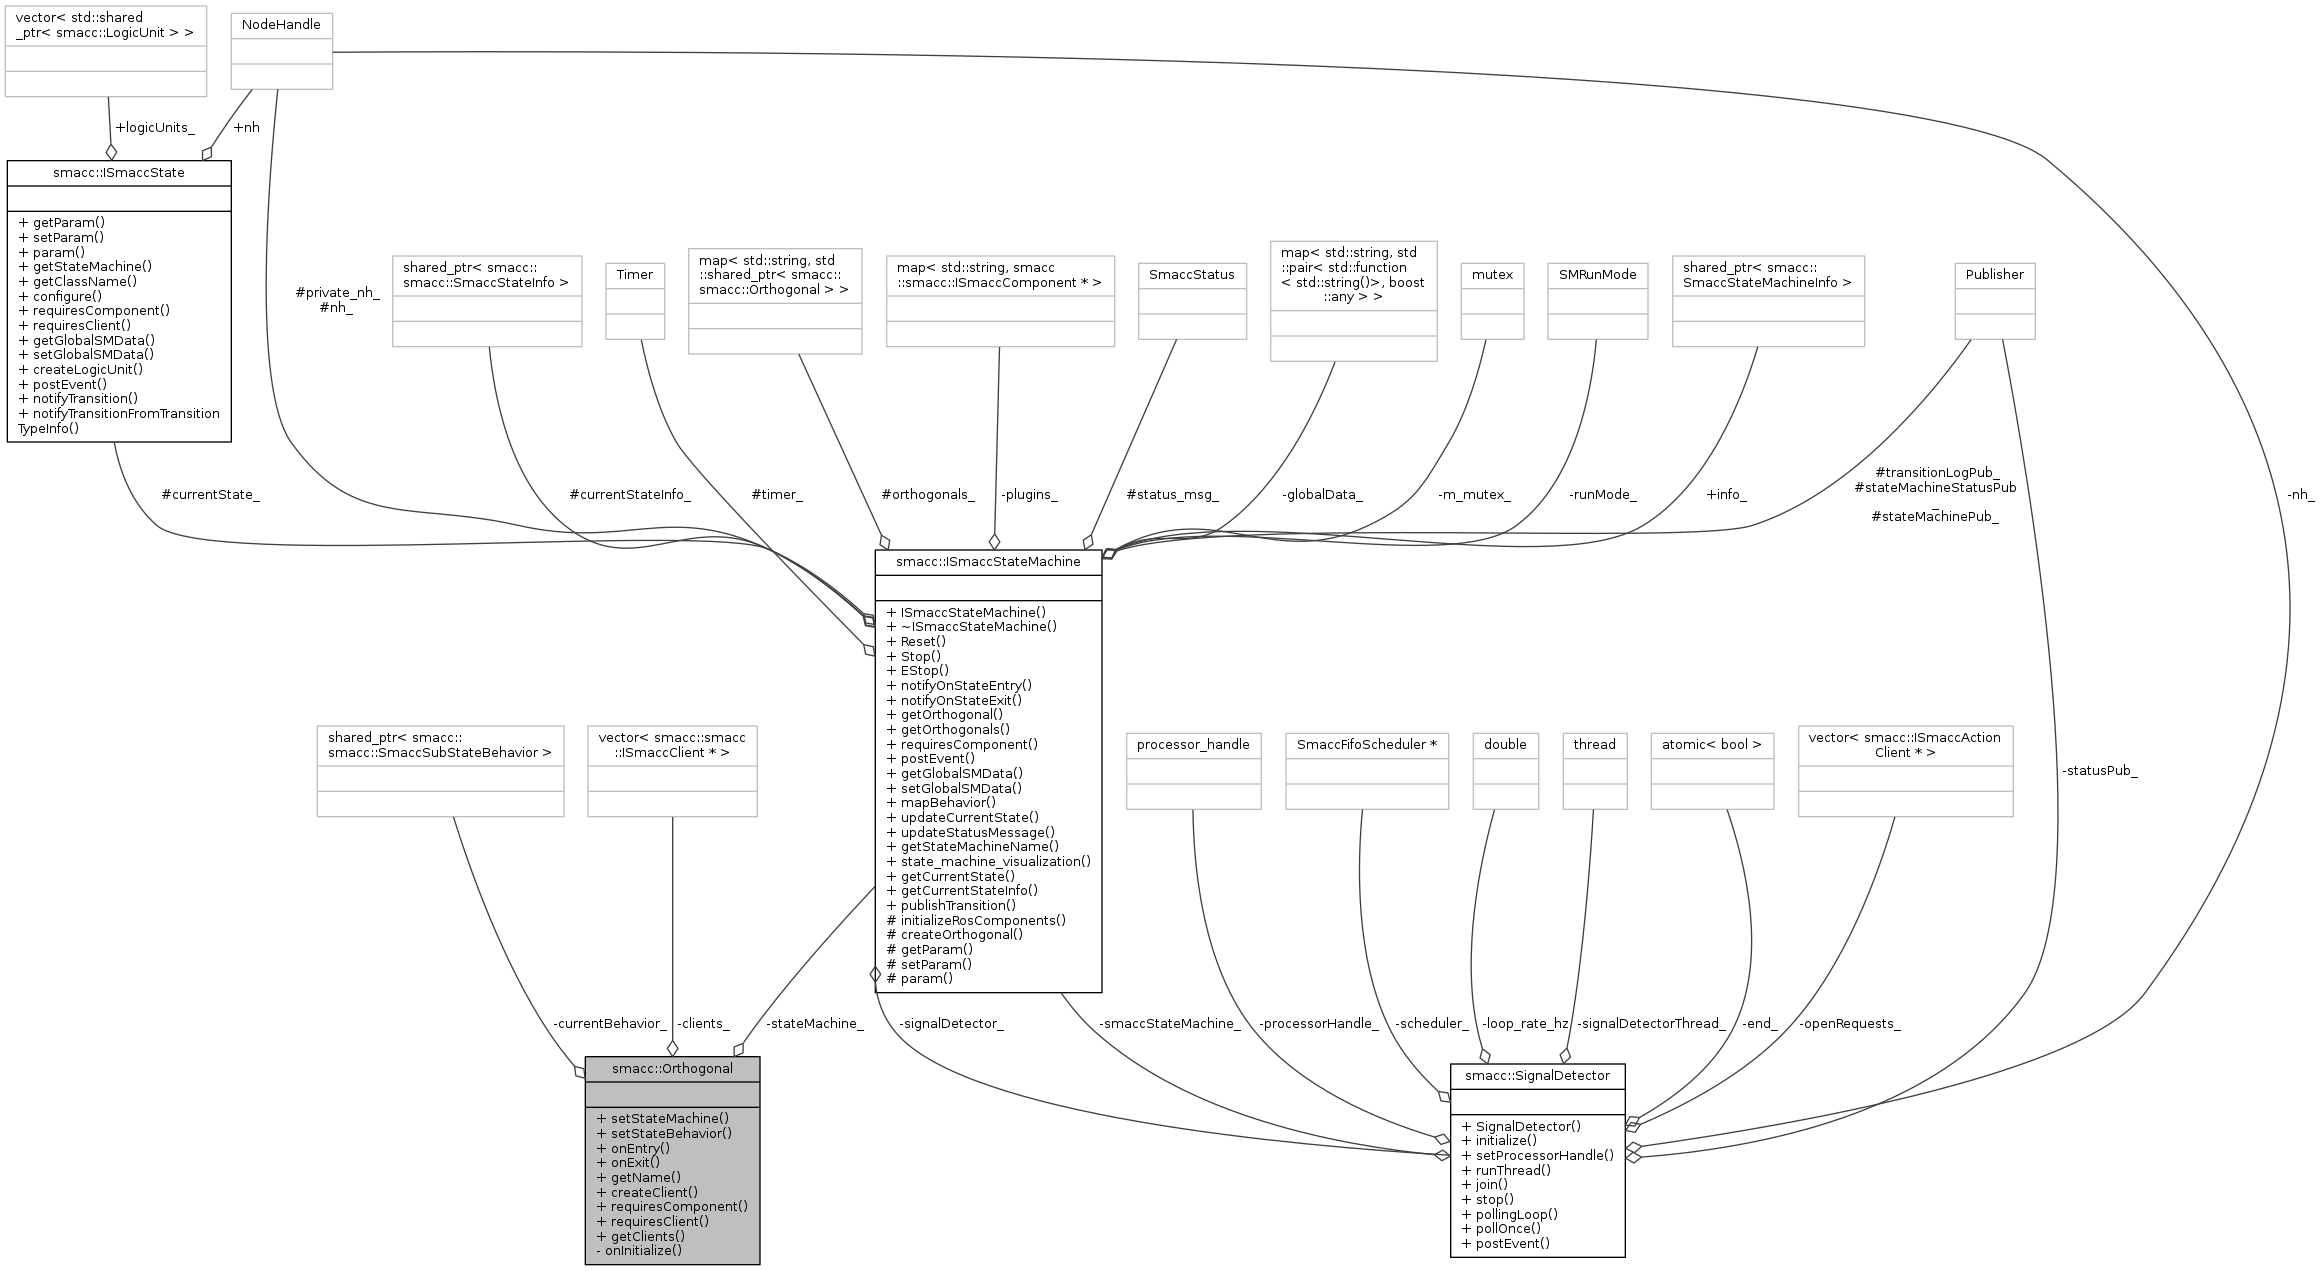 vector< std::shared
_ptr< smacc::LogicUnit > >
NodeHandle
+logicUnits_
+nh
smacc::ISmaccState
+ getParam()
+ setParam()
+ param()
+ getStateMachine()
+ getClassName()
+ configure()
+ requiresComponent()
+ requiresClient()
+ getGlobalSMData()
+ setGlobalSMData()
+ createLogicUnit()
+ postEvent()
+ notifyTransition()
+ notifyTransitionFromTransition
TypeInfo()
#private_nh_
#nh_
shared_ptr< smacc::
smacc::SmaccStateInfo >
Timer
map< std::string, std
::shared_ptr< smacc::
smacc::Orthogonal > >
map< std::string, smacc
::smacc::ISmaccComponent * >
SmaccStatus
map< std::string, std
::pair< std::function
< std::string()>, boost
::any > >
mutex
SMRunMode
shared_ptr< smacc::
SmaccStateMachineInfo >
Publisher
#currentState_
#currentStateInfo_
#timer_
#orthogonals_
-plugins_
#status_msg_
-globalData_
-m_mutex_
-runMode_
+info_
#transitionLogPub_
#stateMachineStatusPub
_
#stateMachinePub_
-nh_
smacc::ISmaccStateMachine
+ ISmaccStateMachine()
+ ~ISmaccStateMachine()
+ Reset()
+ Stop()
+ EStop()
+ notifyOnStateEntry()
+ notifyOnStateExit()
+ getOrthogonal()
+ getOrthogonals()
+ requiresComponent()
+ postEvent()
+ getGlobalSMData()
+ setGlobalSMData()
+ mapBehavior()
+ updateCurrentState()
+ updateStatusMessage()
+ getStateMachineName()
+ state_machine_visualization()
+ getCurrentState()
+ getCurrentStateInfo()
+ publishTransition()
# initializeRosComponents()
# createOrthogonal()
# getParam()
# setParam()
# param()
shared_ptr< smacc::
smacc::SmaccSubStateBehavior >
vector< smacc::smacc
::ISmaccClient * >
processor_handle
SmaccFifoScheduler *
double
thread
atomic< bool >
vector< smacc::ISmaccAction
Client * >
-statusPub_
-currentBehavior_
-clients_
-stateMachine_
-signalDetector_
-smaccStateMachine_
-processorHandle_
-scheduler_
-loop_rate_hz
-signalDetectorThread_
-end_
-openRequests_
smacc::Orthogonal
+ setStateMachine()
+ setStateBehavior()
+ onEntry()
+ onExit()
+ getName()
+ createClient()
+ requiresComponent()
+ requiresClient()
+ getClients()
- onInitialize()
smacc::SignalDetector
+ SignalDetector()
+ initialize()
+ setProcessorHandle()
+ runThread()
+ join()
+ stop()
+ pollingLoop()
+ pollOnce()
+ postEvent()